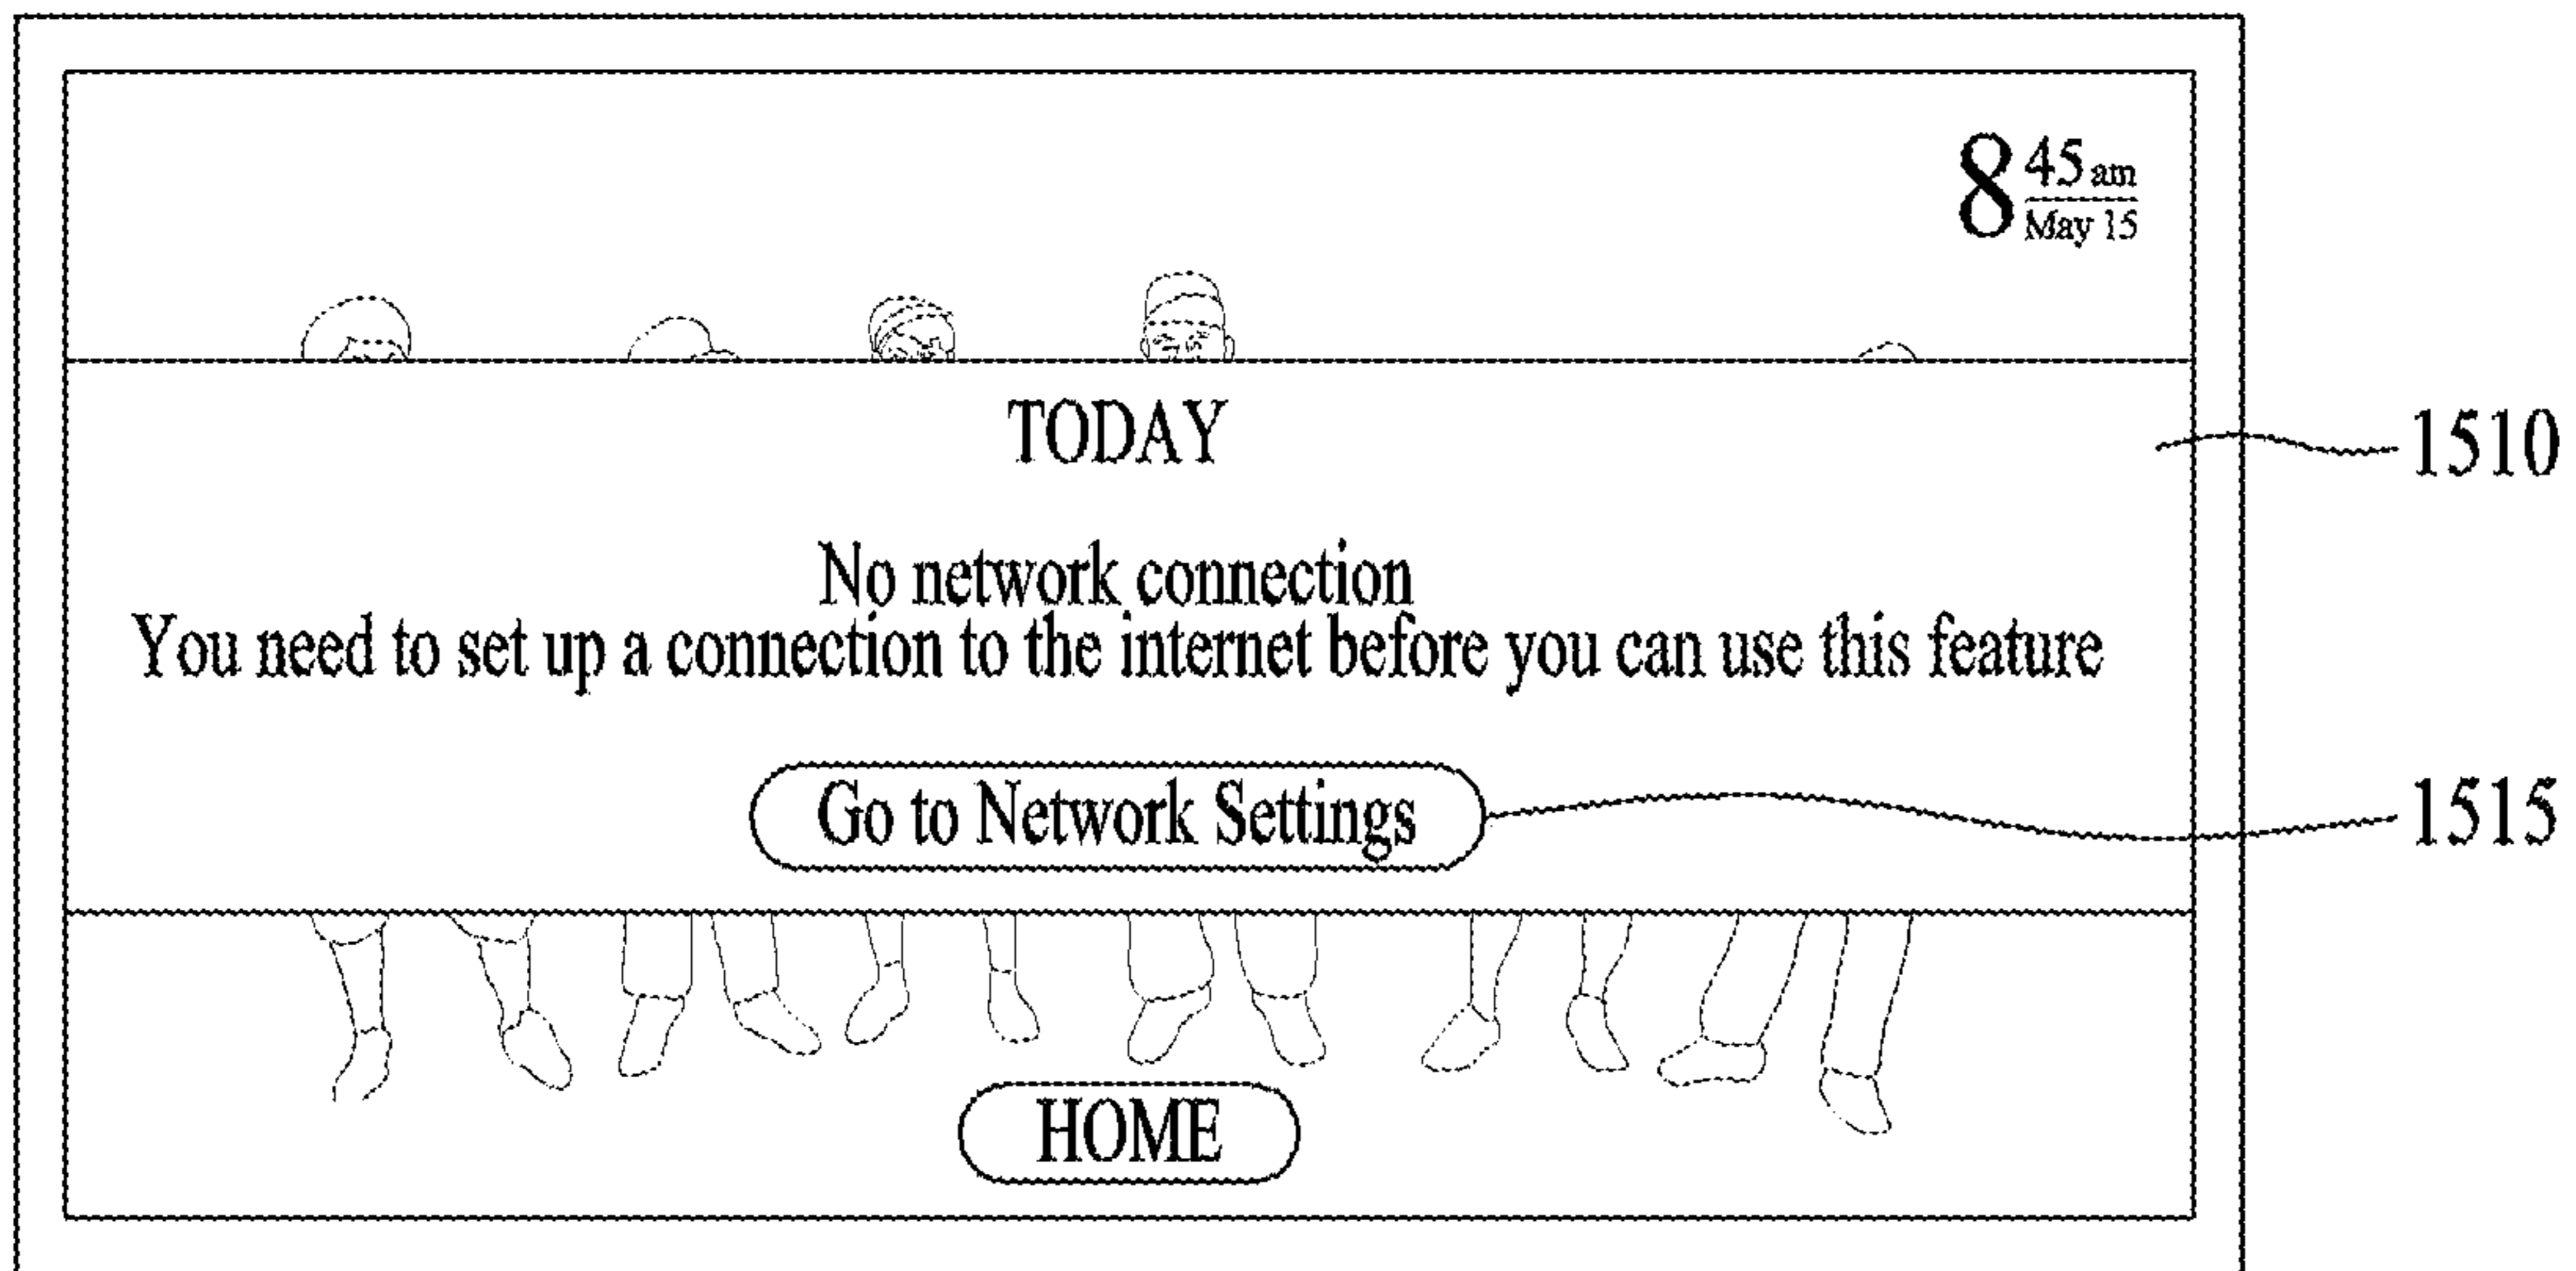 8 45 am
May 15
TODAY
1510
No network connection
You need to set up a connection to the internet before you can use this feature
Go to Network Settings
1515
HOME